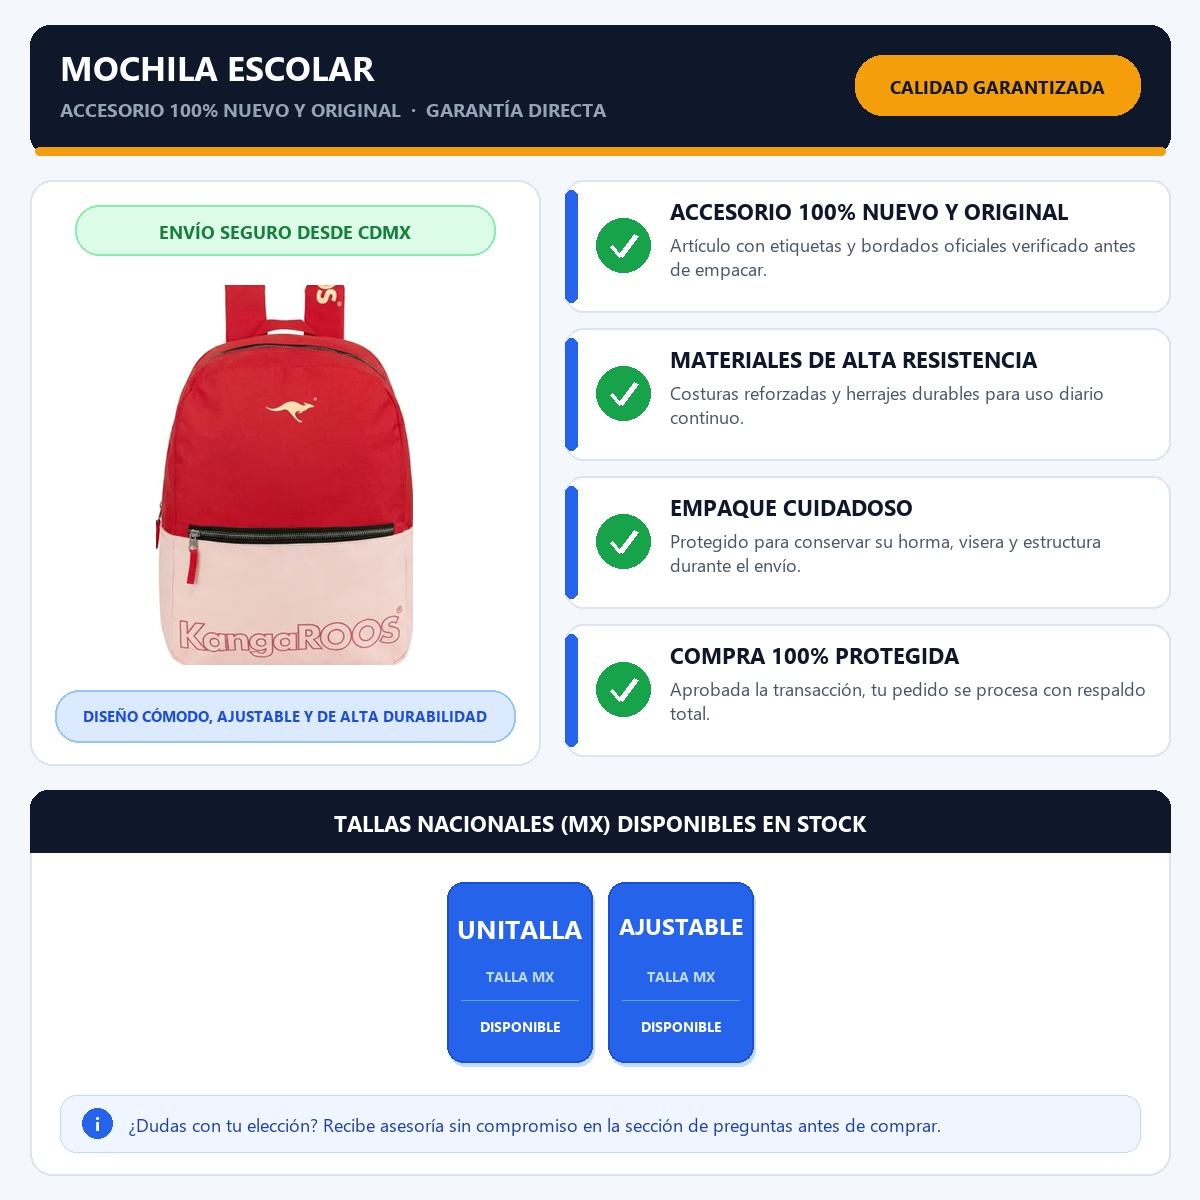 MOCHILA ESCOLAR
ACCESORIO 100% NUEVO Y ORIGINAL · GARANTÍA DIRECTA
CALIDAD GARANTIZADA
ENVÍO SEGURO DESDE CDMX
KangaROOS®
DISEÑO CÓMODO, AJUSTABLE Y DE ALTA DURABILIDAD
ACCESORIO 100% NUEVO Y ORIGINAL
Artículo con etiquetas y bordados oficiales verificado antes
de empacar.
MATERIALES DE ALTA RESISTENCIA
Costuras reforzadas y herrajes durables para uso diario
continuo.
EMPAQUE CUIDADOSO
Protegido para conservar su horma, visera y estructura
durante el envío.
COMPRA 100% PROTEGIDA
Aprobada la transacción, tu pedido se procesa con respaldo
total.
TALLAS NACIONALES (MX) DISPONIBLES EN STOCK
UNITALLA
TALLA MX
DISPONIBLE
AJUSTABLE
TALLA MX
DISPONIBLE
¿Dudas con tu elección? Recibe asesoría sin compromiso en la sección de preguntas antes de comprar.